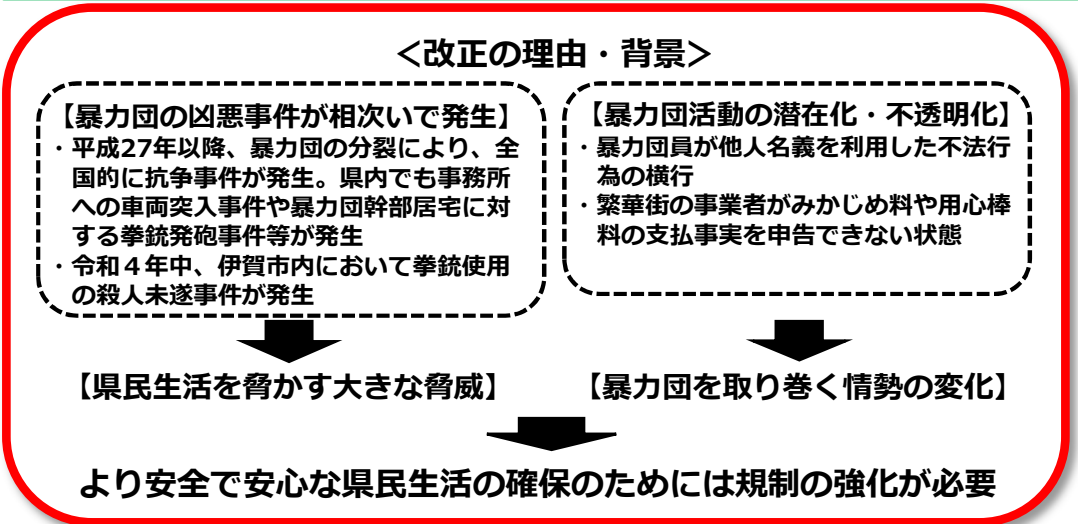 ＜改正の理由・背景＞
【暴力団の凶悪事件が相次いで発生】
・平成27年以降、暴力団の分裂により、全
国的に抗争事件が発生。県内でも事務所
への車両突入事件や暴力団幹部居宅に対
する拳銃発砲事件等が発生
・令和４年中、伊賀市内において拳銃使用
の殺人未遂事件が発生
【暴力団活動の潜在化・不透明化】
・暴力団員が他人名義を利用した不法行
為の横行
・繁華街の事業者がみかじめ料や用心棒
料の支払事実を申告できない状態
【県民生活を脅かす大きな脅威】
【暴力団を取り巻く情勢の変化】
より安全で安心な県民生活の確保のためには規制の強化が必要